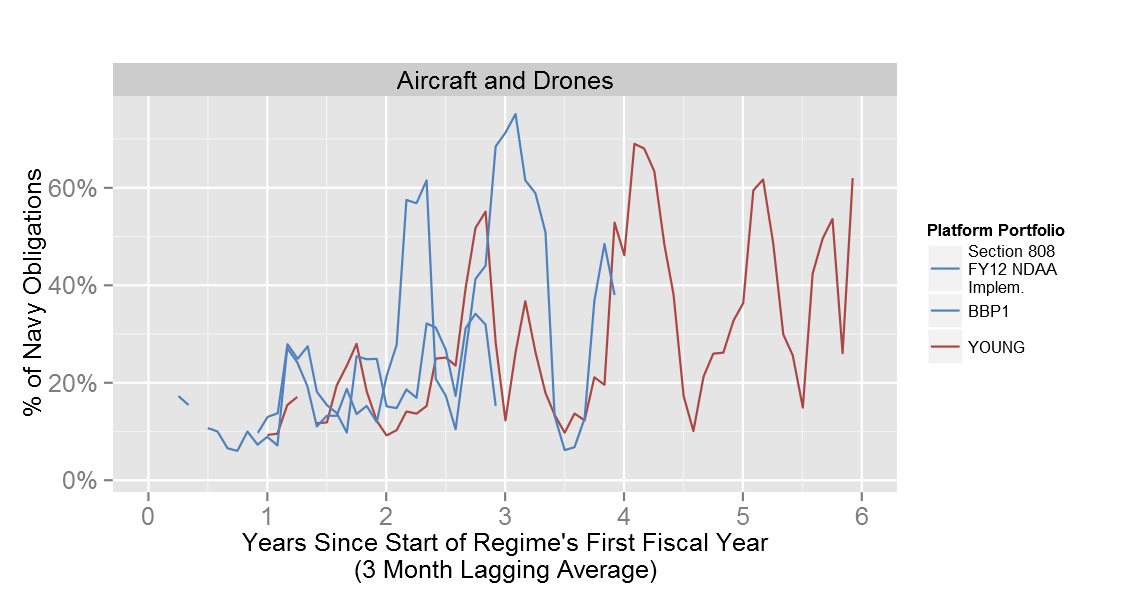 Aircraft and Drones
% of Navy Obligations
60%
40%
20%
0%
0 1 2 3 4 5 6
Years Since Start of Regime's First Fiscal Year
(3 Month Lagging Average)
Platform Portfolio
Section 808
FY12 NDAA
Implem.
BBP1
YOUNG